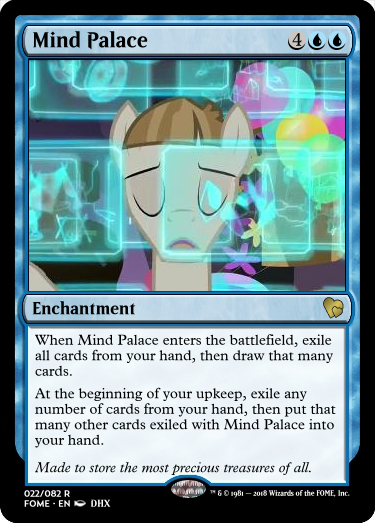 Mind Palace 4
Enchantment
When Mind Palace enters the battlefield, exile
all cards from your hand, then draw that many
cards.
At the beginning of your upkeep, exile any
number of cards from your hand, then put that
many other cards exiled with Mind Palace into
your hand.
Made to store the most precious treasures of all.
022/082 R
FOME • EN DHX
™ & © 1981 — 2018 Wizards of the FOME, Inc.